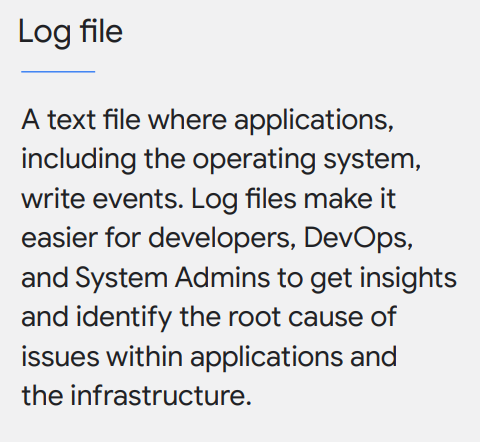 Log file
A text file where applications,
including the operating system,
write events. Log files make it
easier for developers, DevOps,
and System Admins to get insights
and identify the root cause of
issues within applications and
the infrastructure.